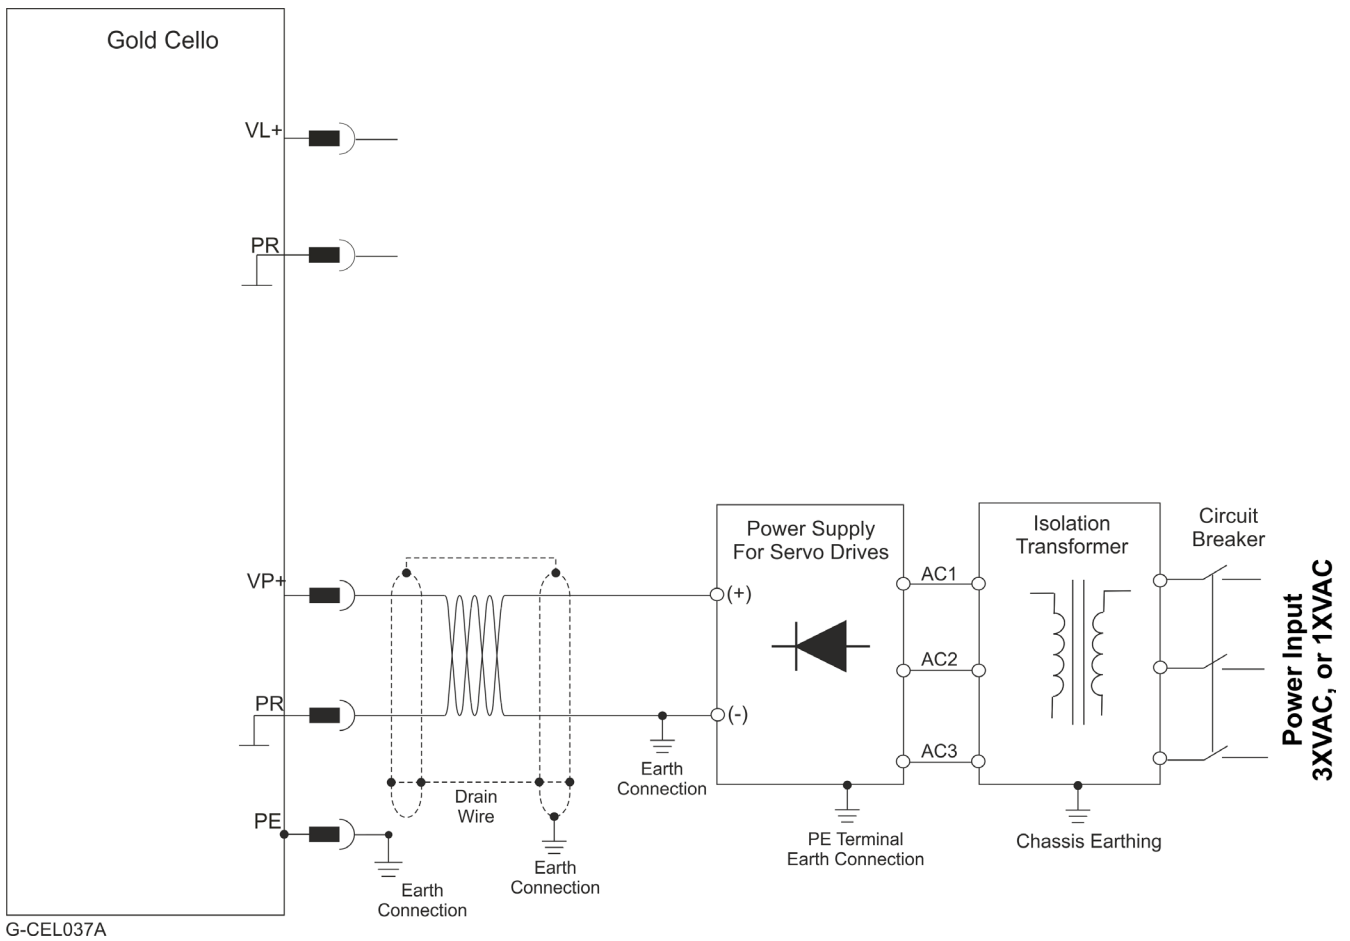 Gold Cello
VL+
PR
VP+
PR
PE
Drain
Wire
Earth
Connection
Earth
Connection
Earth
Connection
Power Supply
For Servo Drives
(+)
(-)
PE Terminal
Earth Connection
AC1
AC2
AC3
Isolation
Transformer
Chassis Earthing
Circuit
Breaker
Power Input
3XVAC, or 1XVAC
G-CEL037A